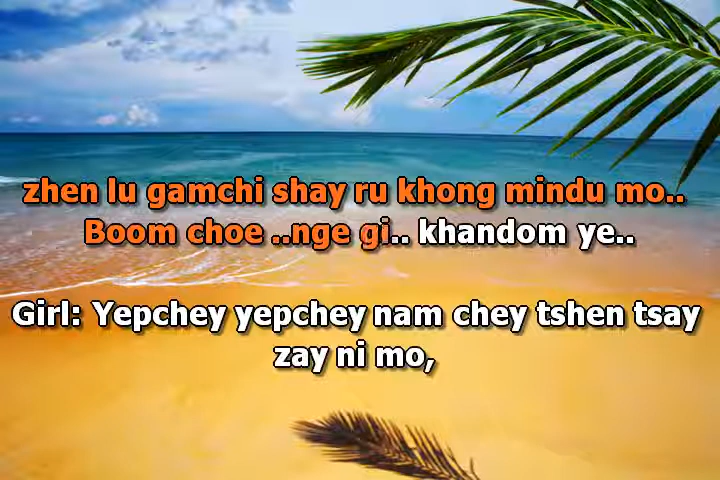 zhen lu gamchi shay ru khong mindu mo..
Boom choe ..nge gi.. khandom ye..
Girl: Yepchey yepchey nam chey tshen tsay
zay ni mo,